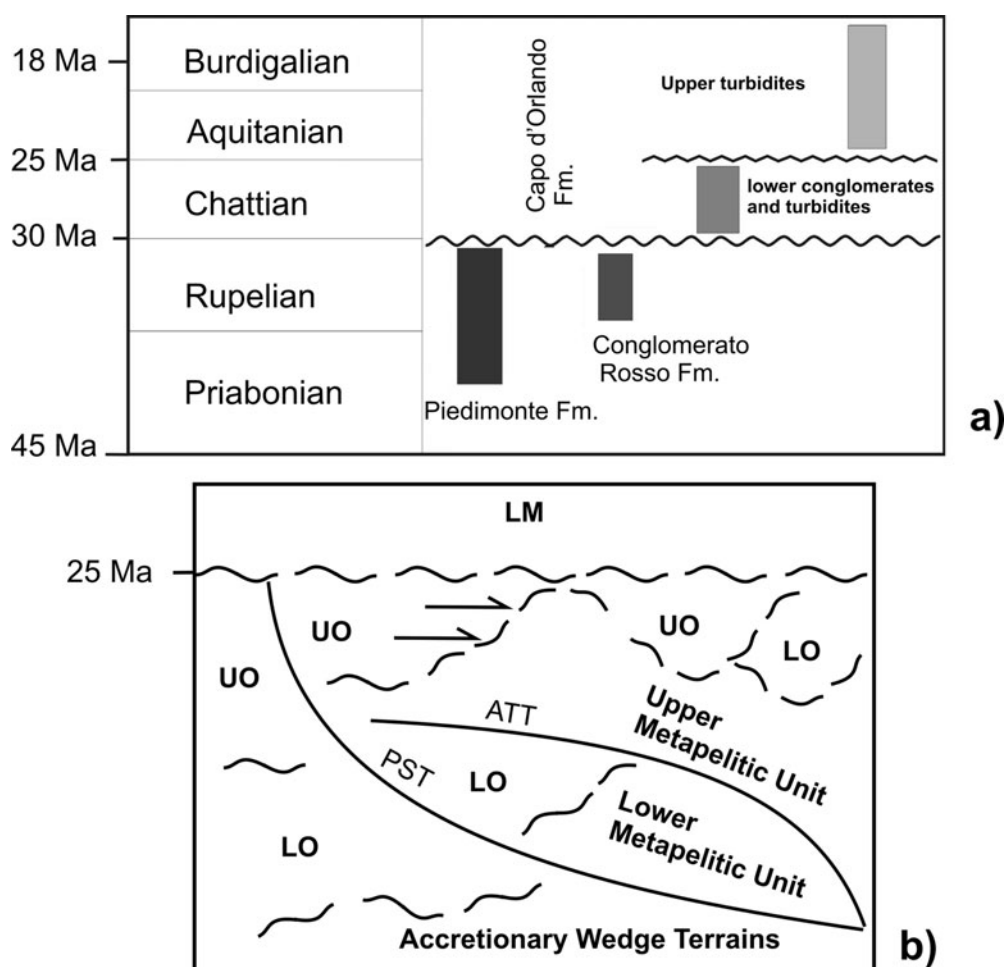 18 Ma
Burdigalian
Aquitanian
25 Ma
Chattian
30 Ma
Rupelian
Priabonian
45 Ma
Capo d'Orlando
Fm.
Upper turbidites
lower conglomerates
and turbidites
Conglomerato
Rosso Fm.
Piedimonte Fm.
a)
LM
25 Ma
UO
UO
UO
LO
ATT
PST
LO
LO
Upper
Metapelitic Unit
Lower
Metapelitic Unit
Accretionary Wedge Terrains
b)